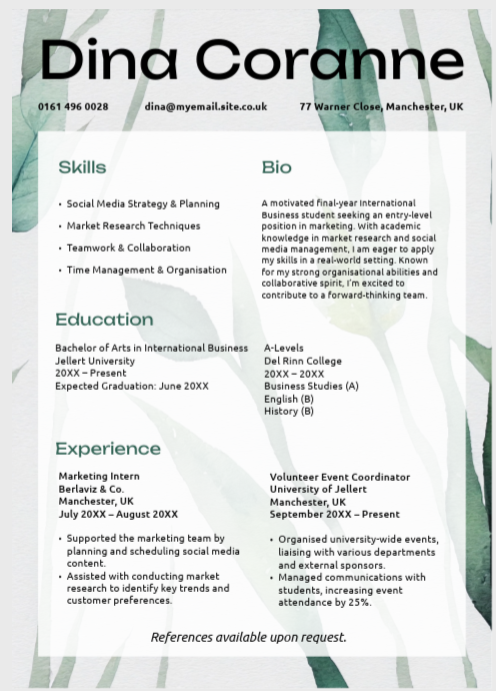 Dina Coranne
0161 496 0028 dina@myemail.site.co.uk 77 Warner Close, Manchester, UK
Skills
• Social Media Strategy & Planning
• Market Research Techniques
• Teamwork & Collaboration
• Time Management & Organisation
Bio
A motivated final-year International
Business student seeking an entry-level
position in marketing. With academic
knowledge in market research and social
media management, I am eager to apply
my skills in a real-world setting. Known
for my strong organisational abilities and
collaborative spirit, I'm excited to
contribute to a forward-thinking team.
Education
Bachelor of Arts in International Business
Jellert University
20XX – Present
Expected Graduation: June 20XX
A-Levels
Del Rinn College
20XX – 20XX
Business Studies (A)
English (B)
History (B)
Experience
Marketing Intern
Berlaviz & Co.
Manchester, UK
July 20XX – August 20XX
• Supported the marketing team by
planning and scheduling social media
content.
• Assisted with conducting market
research to identify key trends and
customer preferences.
Volunteer Event Coordinator
University of Jellert
Manchester, UK
September 20XX – Present
• Organised university-wide events,
liaising with various departments
and external sponsors.
• Managed communications with
students, increasing event
attendance by 25%.
References available upon request.